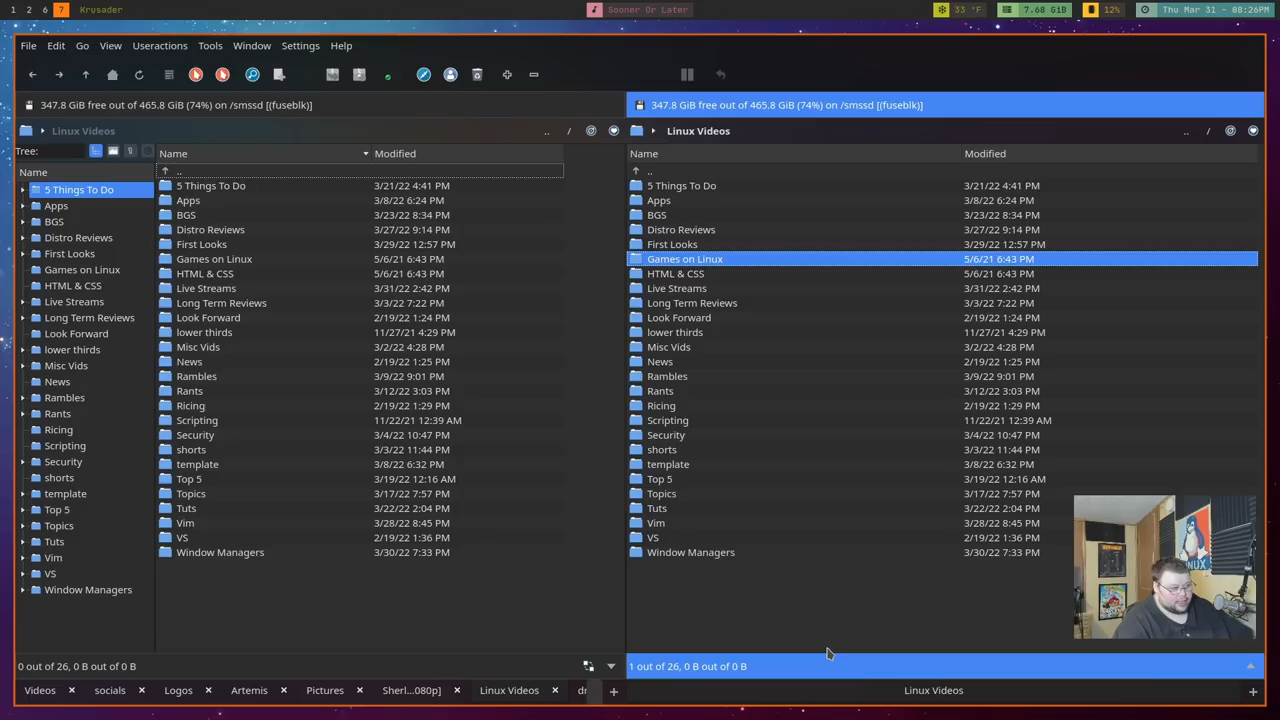 1 2 6 7 Krusader
Sooner Or Later
33 °F 7.68 GiB 12% Thu Mar 31 - 08:26PM
File Edit Go View Useractions Tools Window Settings Help
347.8 GiB free out of 465.8 GiB (74%) on /smssd [(fuseblk)]
347.8 GiB free out of 465.8 GiB (74%) on /smssd [(fuseblk)]
Linux Videos .. /
Linux Videos .. /
Tree:
Name
5 Things To Do
Apps
BGS
Distro Reviews
First Looks
Games on Linux
HTML & CSS
Live Streams
Long Term Reviews
Look Forward
lower thirds
Misc Vids
News
Rambles
Rants
Ricing
Scripting
Security
shorts
template
Top 5
Topics
Tuts
Vim
VS
Window Managers
Name Modified
..
5 Things To Do 3/21/22 4:41 PM
Apps 3/8/22 6:24 PM
BGS 3/23/22 8:34 PM
Distro Reviews 3/27/22 9:14 PM
First Looks 3/29/22 12:57 PM
Games on Linux 5/6/21 6:43 PM
HTML & CSS 5/6/21 6:43 PM
Live Streams 3/31/22 2:42 PM
Long Term Reviews 3/3/22 7:22 PM
Look Forward 2/19/22 1:24 PM
lower thirds 11/27/21 4:29 PM
Misc Vids 3/2/22 4:28 PM
News 2/19/22 1:25 PM
Rambles 3/9/22 9:01 PM
Rants 3/12/22 3:03 PM
Ricing 2/19/22 1:29 PM
Scripting 11/22/21 12:39 AM
Security 3/4/22 10:47 PM
shorts 3/3/22 11:44 PM
template 3/8/22 6:32 PM
Top 5 3/19/22 12:16 AM
Topics 3/17/22 7:57 PM
Tuts 3/22/22 2:04 PM
Vim 3/28/22 8:45 PM
VS 2/19/22 1:36 PM
Window Managers 3/30/22 7:33 PM
Name Modified
..
5 Things To Do 3/21/22 4:41 PM
Apps 3/8/22 6:24 PM
BGS 3/23/22 8:34 PM
Distro Reviews 3/27/22 9:14 PM
First Looks 3/29/22 12:57 PM
Games on Linux 5/6/21 6:43 PM
HTML & CSS 5/6/21 6:43 PM
Live Streams 3/31/22 2:42 PM
Long Term Reviews 3/3/22 7:22 PM
Look Forward 2/19/22 1:24 PM
lower thirds 11/27/21 4:29 PM
Misc Vids 3/2/22 4:28 PM
News 2/19/22 1:25 PM
Rambles 3/9/22 9:01 PM
Rants 3/12/22 3:03 PM
Ricing 2/19/22 1:29 PM
Scripting 11/22/21 12:39 AM
Security 3/4/22 10:47 PM
shorts 3/3/22 11:44 PM
template 3/8/22 6:32 PM
Top 5 3/19/22 12:16 AM
Topics 3/17/22 7:57 PM
Tuts 3/22/22 2:04 PM
Vim 3/28/22 8:45 PM
VS 2/19/22 1:36 PM
Window Managers 3/30/22 7:33 PM
LINUX
0 out of 26, 0 B out of 0 B
1 out of 26, 0 B out of 0 B
Videos socials Logos Artemis Pictures Sherl...080p] Linux Videos
Linux Videos